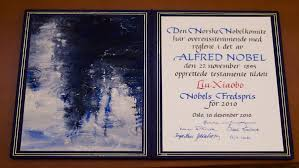 Den Norske Nobelkomite
har overensstemmende med
reglene i det av
ALFRED NOBEL
den 27. november 1895
opprettede testamente tildelt
Liu Xiaobo
Nobels Fredspris
for 2010
Oslo, 10. desember 2010